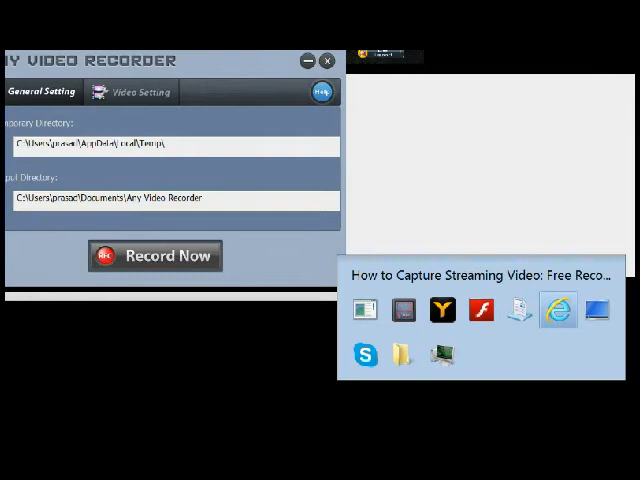 NY VIDEO RECORDER
General Setting
Video Setting
Help
mporary Directory:
C:\Users\prasad\AppData\Local\Temp\
put Directory:
C:\Users\prasad\Documents\Any Video Recorder
REC
Record Now
How to Capture Streaming Video: Free Reco...